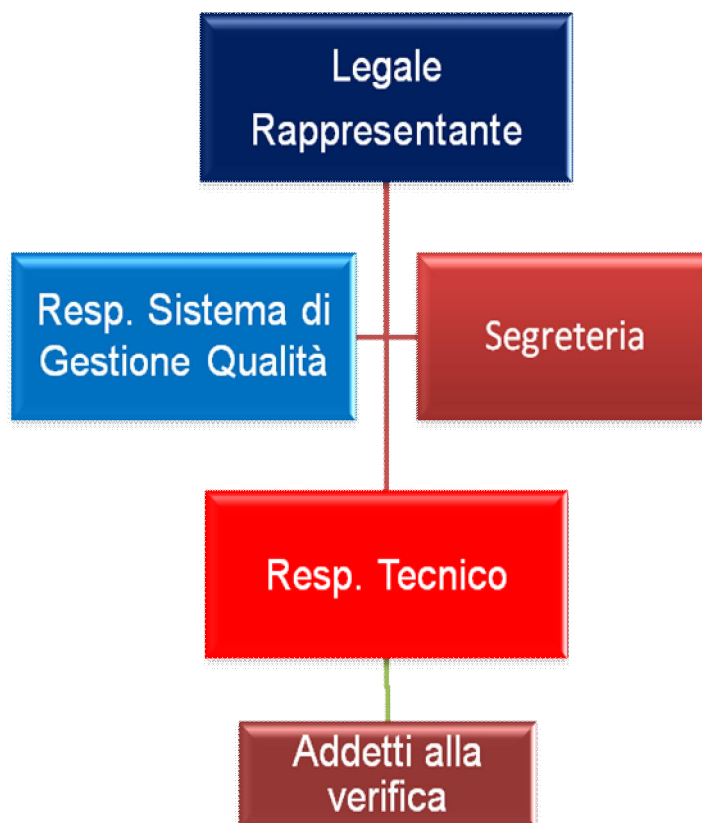 Legale
Rappresentante
Resp. Sistema di
Gestione Qualità
Segreteria
Resp. Tecnico
Addetti alla
verifica